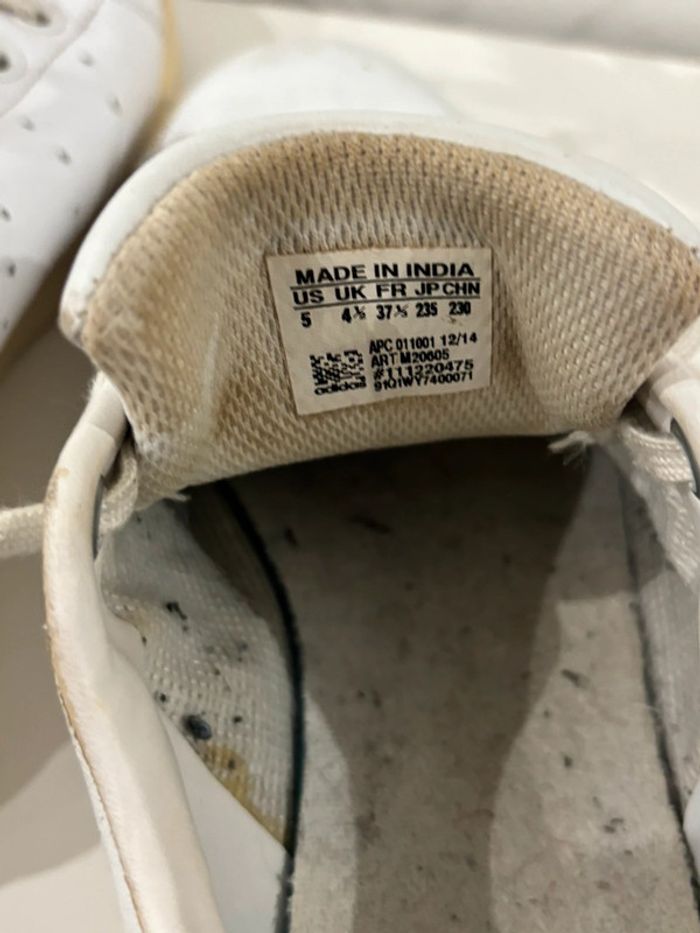 MADE IN INDIA
US UK FR JP CHN
5 4½ 37⅓ 235 230
APC 011001 12/14
ART M20605
#111220475
91Q1WY7400071
adidas